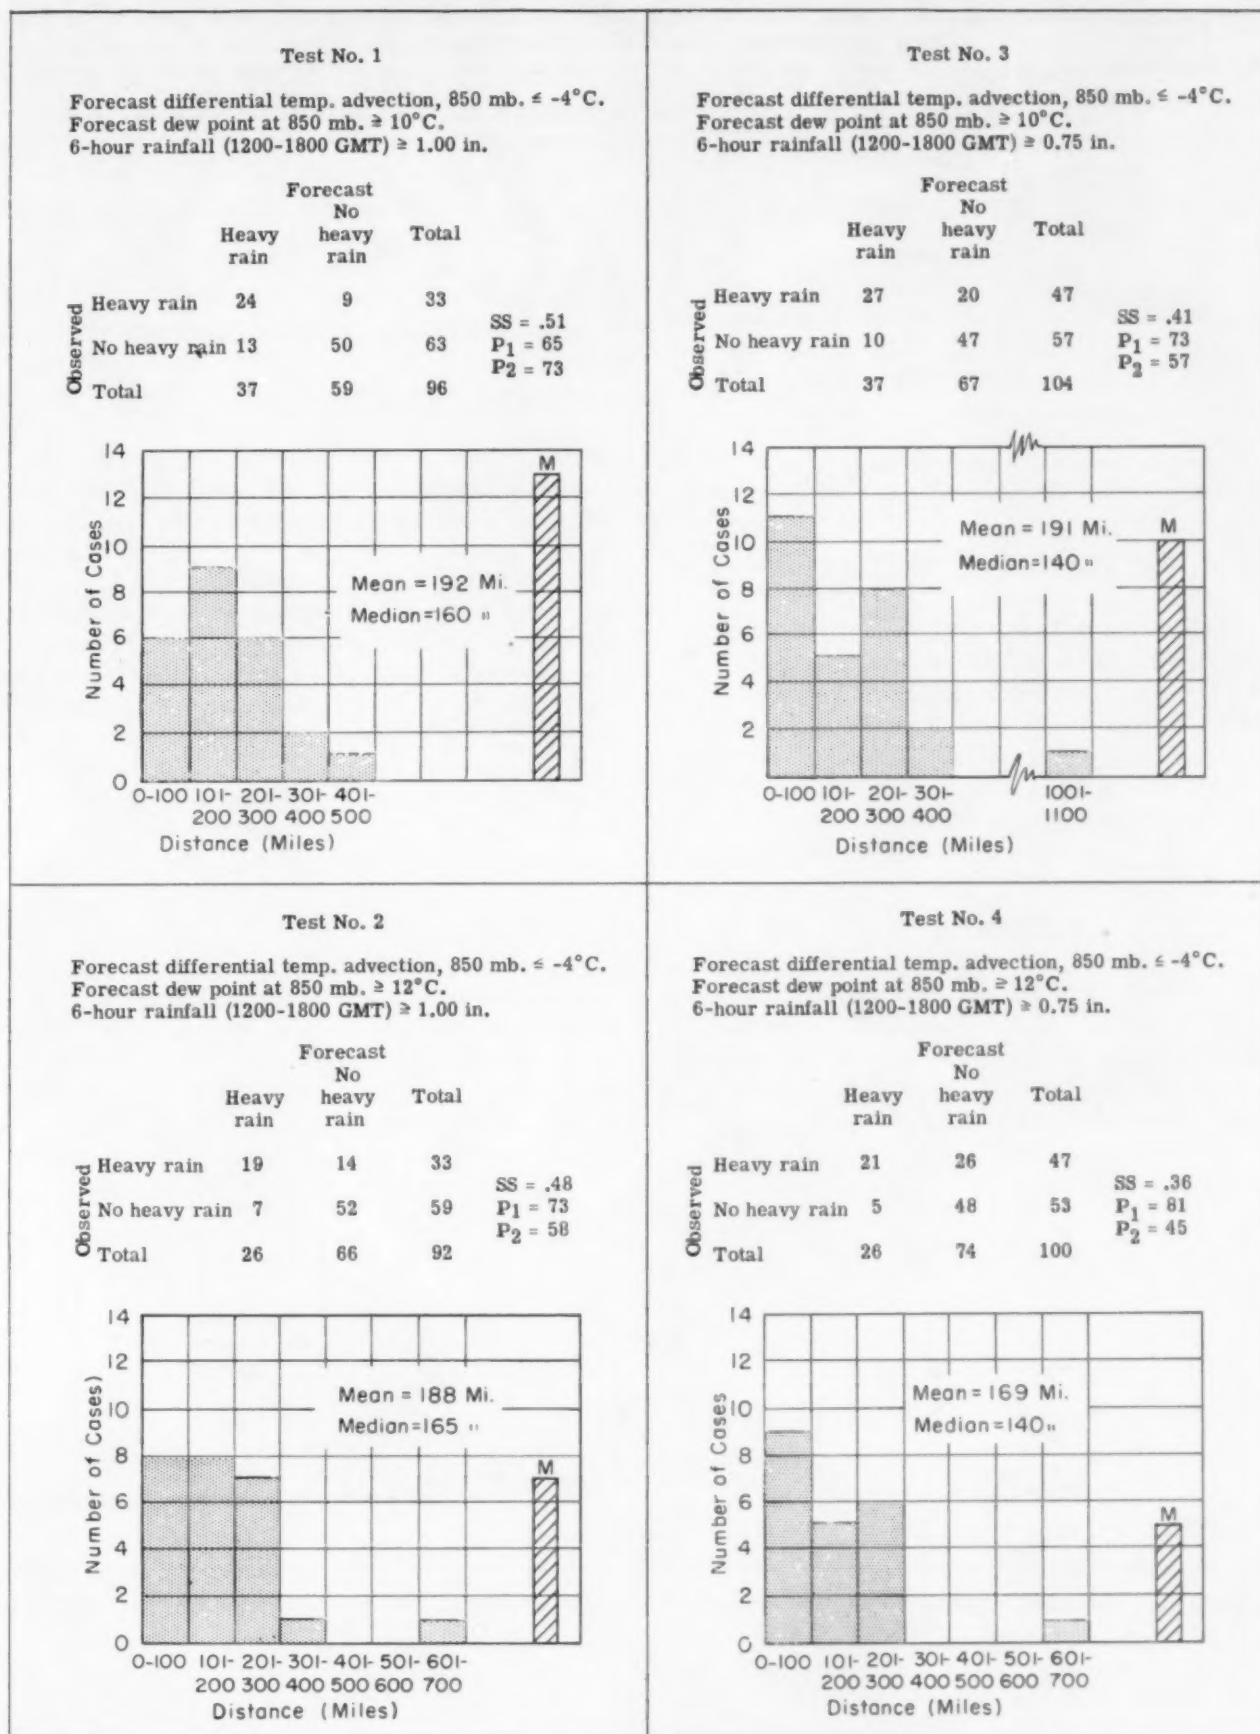 Test No. 1
Forecast differential temp. advection, 850 mb. ≤ -4°C.
Forecast dew point at 850 mb. ≥ 10°C.
6-hour rainfall (1200-1800 GMT) ≥ 1.00 in.
Forecast
No
Heavy heavy Total
rain rain
Observed
Heavy rain 24 9 33
No heavy rain 13 50 63
Total 37 59 96
SS = .51
P1 = 65
P2 = 73
Number of Cases
14
12
10
8
6
4
2
0
M
Mean = 192 Mi.
Median = 160 "
0-100 101- 201- 301- 401-
200 300 400 500
Distance (Miles)
Test No. 3
Forecast differential temp. advection, 850 mb. ≤ -4°C.
Forecast dew point at 850 mb. ≥ 10°C.
6-hour rainfall (1200-1800 GMT) ≥ 0.75 in.
Forecast
No
Heavy heavy Total
rain rain
Observed
Heavy rain 27 20 47
No heavy rain 10 47 57
Total 37 67 104
SS = .41
P1 = 73
P2 = 57
Number of Cases
14
12
10
8
6
4
2
M
Mean = 191 Mi.
Median=140 "
0-100 101- 201- 301- 1001-
200 300 400 1100
Distance (Miles)
Test No. 2
Forecast differential temp. advection, 850 mb. ≤ -4°C.
Forecast dew point at 850 mb. ≥ 12°C.
6-hour rainfall (1200-1800 GMT) ≥ 1.00 in.
Forecast
No
Heavy heavy Total
rain rain
Observed
Heavy rain 19 14 33
No heavy rain 7 52 59
Total 26 66 92
SS = .48
P1 = 73
P2 = 58
Number of Cases)
14
12
10
8
6
4
2
0
M
Mean = 188 Mi.
Median=165 "
0-100 101- 201- 301- 401- 501- 601-
200 300 400 500 600 700
Distance (Miles)
Test No. 4
Forecast differential temp. advection, 850 mb. ≤ -4°C.
Forecast dew point at 850 mb. ≥ 12°C.
6-hour rainfall (1200-1800 GMT) ≥ 0.75 in.
Forecast
No
Heavy heavy Total
rain rain
Observed
Heavy rain 21 26 47
No heavy rain 5 48 53
Total 26 74 100
SS = .36
P1 = 81
P2 = 45
Number of Cases
14
12
10
8
6
4
2
0
M
Mean = 169 Mi.
Median=140 "
0-100 101- 201- 301- 401- 501- 601-
200 300 400 500 600 700
Distance (Miles)